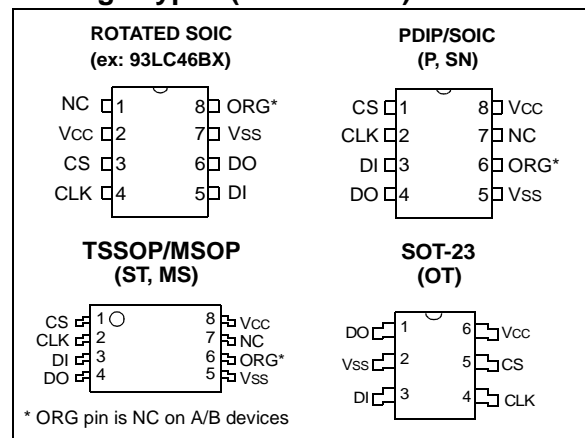 ROTATED SOIC
(ex: 93LC46BX)
NC 1 8 ORG*
VCC 2 7 VSS
CS 3 6 DO
CLK 4 5 DI
PDIP/SOIC
(P, SN)
CS 1 8 VCC
CLK 2 7 NC
DI 3 6 ORG*
DO 4 5 VSS
TSSOP/MSOP
(ST, MS)
CS 1 8 VCC
CLK 2 7 NC
DI 3 6 ORG*
DO 4 5 VSS
SOT-23
(OT)
DO 1 6 VCC
VSS 2 5 CS
DI 3 4 CLK
* ORG pin is NC on A/B devices